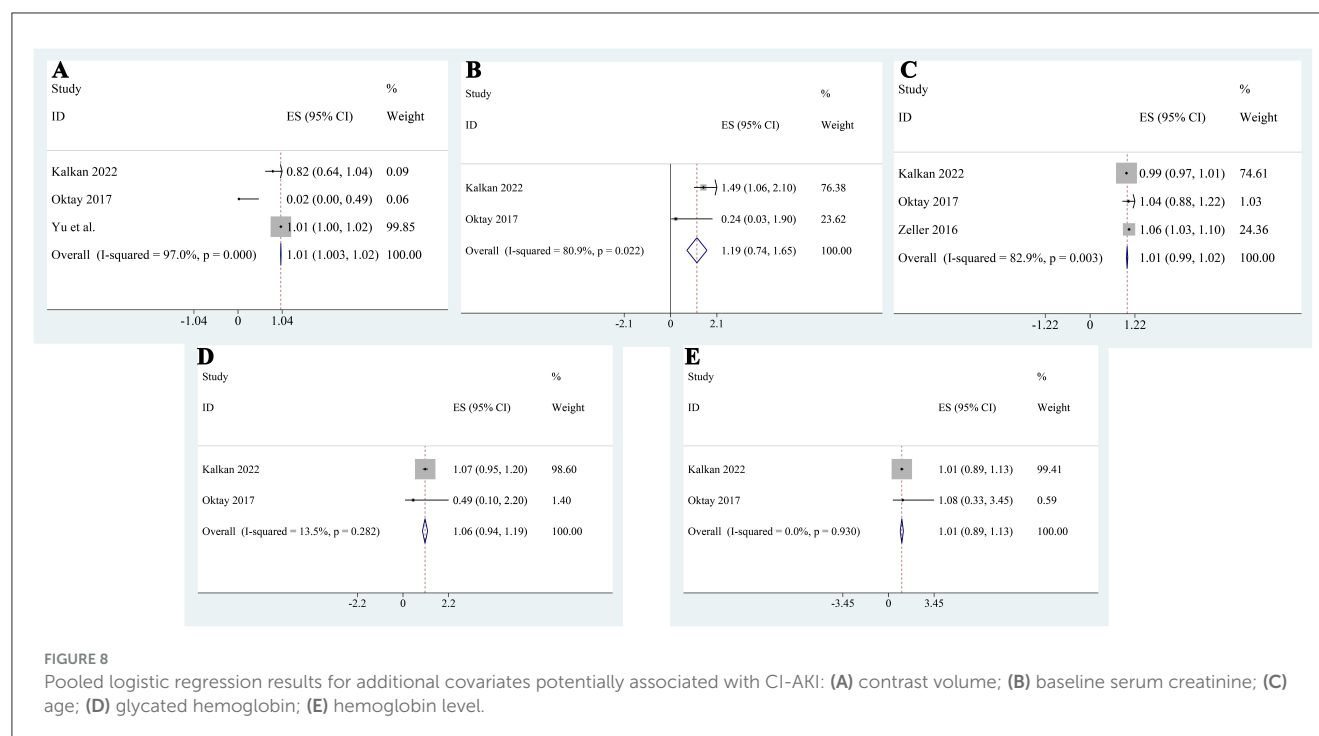 A
Study %
ID ES (95% CI) Weight
Kalkan 2022 0.82 (0.64, 1.04) 0.09
Oktay 2017 0.02 (0.00, 0.49) 0.06
Yu et al. 1.01 (1.00, 1.02) 99.85
Overall (I-squared = 97.0%, p = 0.000) 1.01 (1.003, 1.02) 100.00
-1.04 0 1.04
B
Study %
ID ES (95% CI) Weight
Kalkan 2022 1.49 (1.06, 2.10) 76.38
Oktay 2017 0.24 (0.03, 1.90) 23.62
Overall (I-squared = 80.9%, p = 0.022) 1.19 (0.74, 1.65) 100.00
-2.1 0 2.1
C
Study %
ID ES (95% CI) Weight
Kalkan 2022 0.99 (0.97, 1.01) 74.61
Oktay 2017 1.04 (0.88, 1.22) 1.03
Zeller 2016 1.06 (1.03, 1.10) 24.36
Overall (I-squared = 82.9%, p = 0.003) 1.01 (0.99, 1.02) 100.00
-1.22 0 1.22
D
Study %
ID ES (95% CI) Weight
Kalkan 2022 1.07 (0.95, 1.20) 98.60
Oktay 2017 0.49 (0.10, 2.20) 1.40
Overall (I-squared = 13.5%, p = 0.282) 1.06 (0.94, 1.19) 100.00
-2.2 0 2.2
E
Study %
ID ES (95% CI) Weight
Kalkan 2022 1.01 (0.89, 1.13) 99.41
Oktay 2017 1.08 (0.33, 3.45) 0.59
Overall (I-squared = 0.0%, p = 0.930) 1.01 (0.89, 1.13) 100.00
-3.45 0 3.45
FIGURE 8
Pooled logistic regression results for additional covariates potentially associated with CI-AKI: (A) contrast volume; (B) baseline serum creatinine; (C)
age; (D) glycated hemoglobin; (E) hemoglobin level.